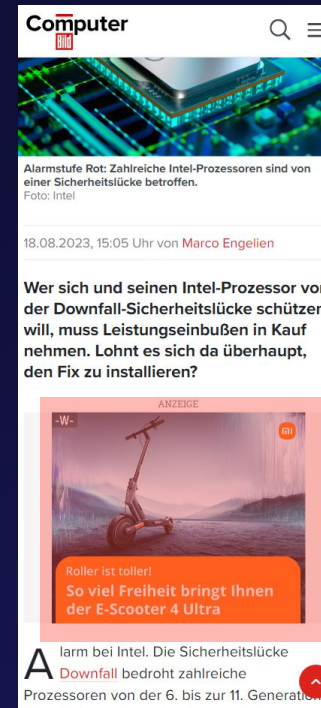 Computer
Bild
Alarmstufe Rot: Zahlreiche Intel-Prozessoren sind von
einer Sicherheitslücke betroffen.
Foto: Intel
18.08.2023, 15:05 Uhr von Marco Engelien
Wer sich und seinen Intel-Prozessor vor
der Downfall-Sicherheitslücke schützen
will, muss Leistungseinbußen in Kauf
nehmen. Lohnt es sich da überhaupt,
den Fix zu installieren?
ANZEIGE
-W-
mi
Roller ist toller!
So viel Freiheit bringt Ihnen
der E-Scooter 4 Ultra
Alarm bei Intel. Die Sicherheitslücke
Downfall bedroht zahlreiche
Prozessoren von der 6. bis zur 11. Generation